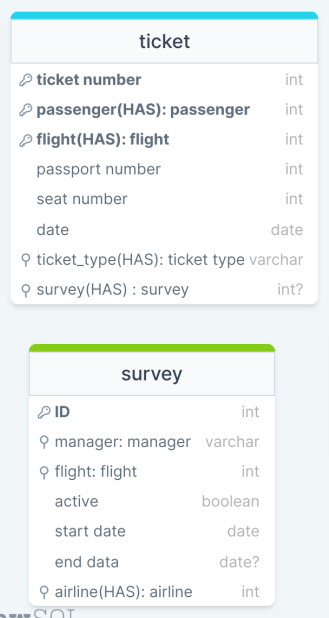 ticket
ticket number int
passenger(HAS): passenger int
flight(HAS): flight int
passport number int
seat number int
date date
ticket_type(HAS): ticket type varchar
survey(HAS) : survey int?
survey
ID int
manager: manager varchar
flight: flight int
active boolean
start date date
end data date?
airline(HAS): airline int